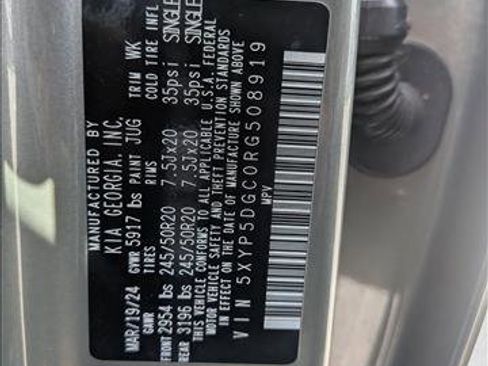 MANUFACTURED BY
KIA GEORGIA, INC.
MAR/19/24 GVWR 5917 lbs PAINT JUG TRIM WK
GAWR TIRES COLD TIRE INFL
FRONT 2954 lbs 245/50R20 7.5Jx20 35psi SINGLE
REAR 3196 lbs 245/50R20 7.5Jx20 35psi SINGLE
THIS VEHICLE CONFORMS TO ALL APPLICABLE U.S.A. FEDERAL
MOTOR VEHICLE SAFETY AND BUMPER STANDARDS
IN EFFECT ON THE DATE OF MANUFACTURE SHOWN ABOVE
VIN 5XYP5DGC0RG508919
MPV